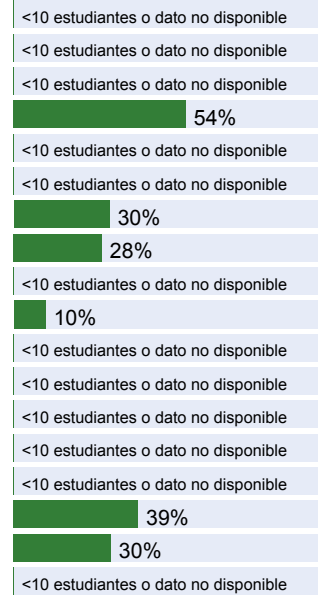 <10 estudiantes o dato no disponible
<10 estudiantes o dato no disponible
<10 estudiantes o dato no disponible
54%
<10 estudiantes o dato no disponible
<10 estudiantes o dato no disponible
30%
28%
<10 estudiantes o dato no disponible
10%
<10 estudiantes o dato no disponible
<10 estudiantes o dato no disponible
<10 estudiantes o dato no disponible
<10 estudiantes o dato no disponible
<10 estudiantes o dato no disponible
39%
30%
<10 estudiantes o dato no disponible